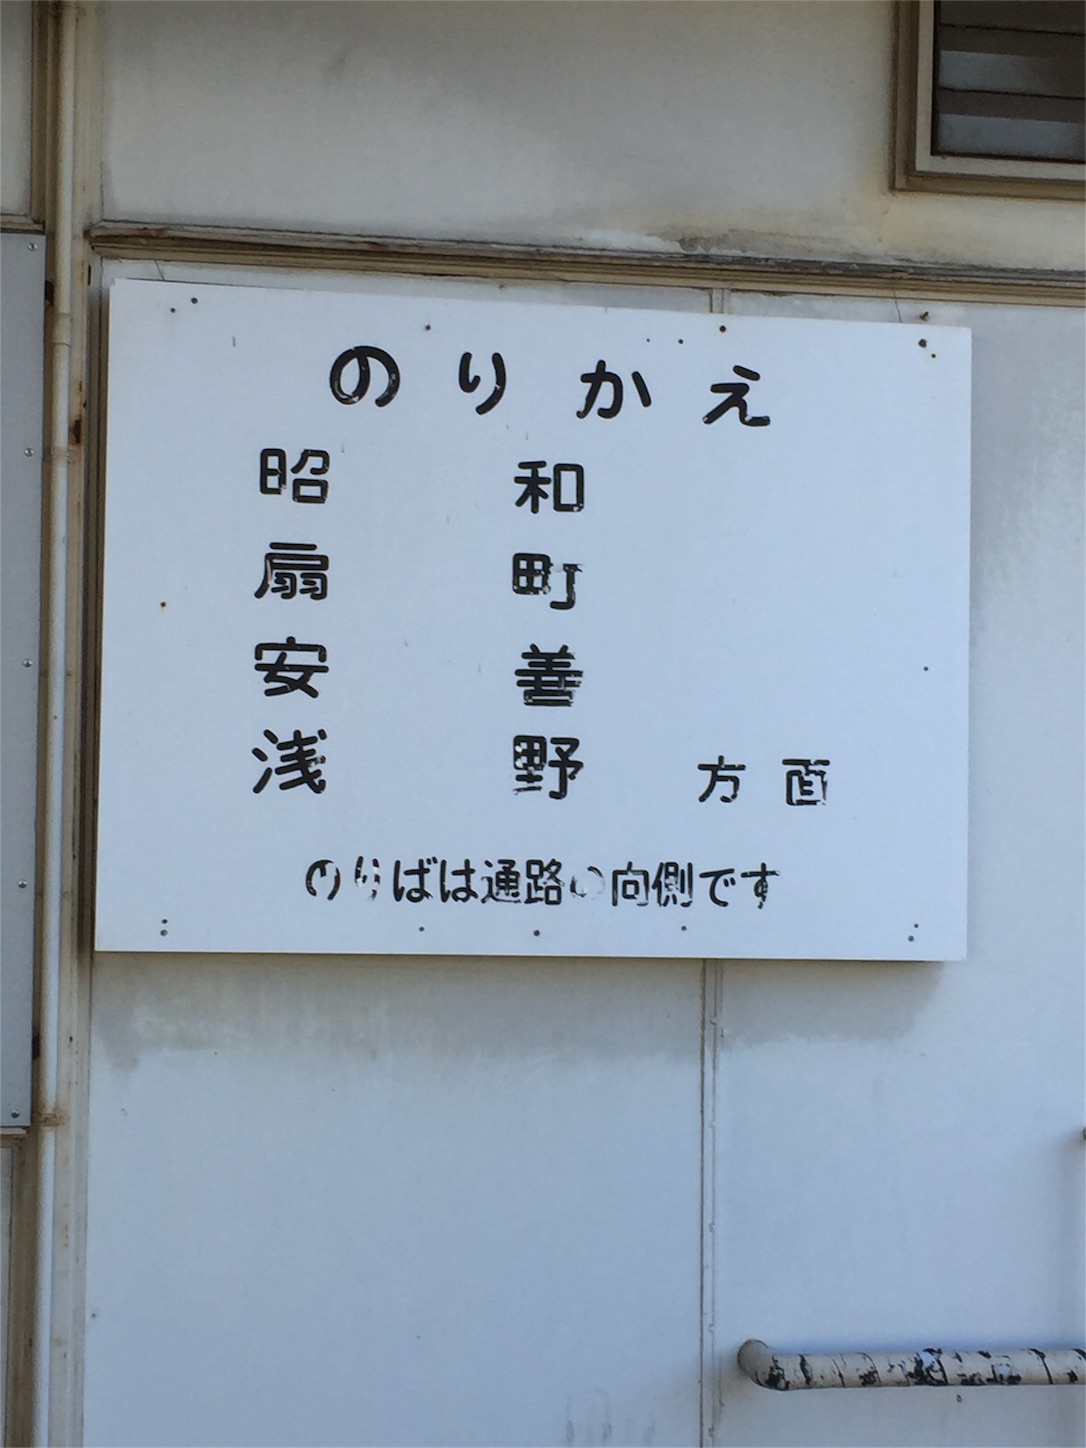 のりかえ
昭和
扇町
安善
浅野 方面
のりばは通路の向側です